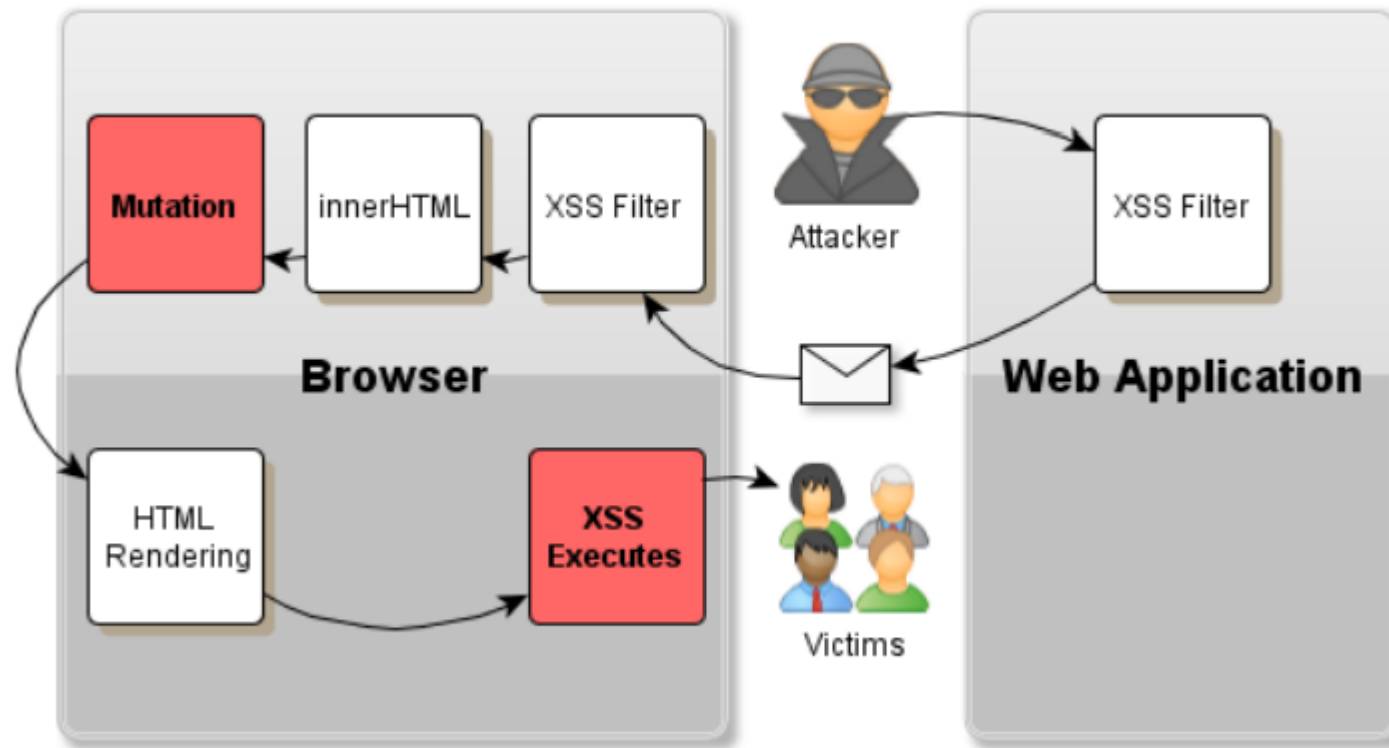 Mutation
innerHTML
XSS Filter
Attacker
XSS Filter
Browser
Web Application
HTML
Rendering
XSS
Executes
Victims